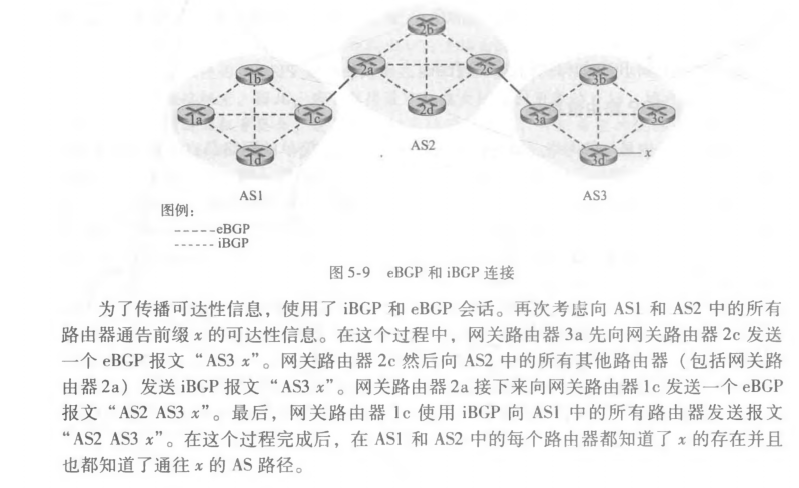 2b
2a
2c
2d
1b
1a
1c
1d
3b
3a
3c
3d
x
AS2
AS1
AS3
图例：
-----eBGP
------ iBGP
图 5-9 eBGP 和 iBGP 连接
为了传播可达性信息，使用了 iBGP 和 eBGP 会话。再次考虑向 AS1 和 AS2 中的所有
路由器通告前缀 x 的可达性信息。在这个过程中，网关路由器 3a 先向网关路由器 2c 发送
一个 eBGP 报文“AS3 x”。网关路由器 2c 然后向 AS2 中的所有其他路由器（包括网关路
由器 2a）发送 iBGP 报文“AS3 x”。网关路由器 2a 接下来向网关路由器 1c 发送一个 eBGP
报文“AS2 AS3 x”。最后，网关路由器 1c 使用 iBGP 向 AS1 中的所有路由器发送报文
“AS2 AS3 x”。在这个过程完成后，在 AS1 和 AS2 中的每个路由器都知道了 x 的存在并且
也都知道了通往 x 的 AS 路径。